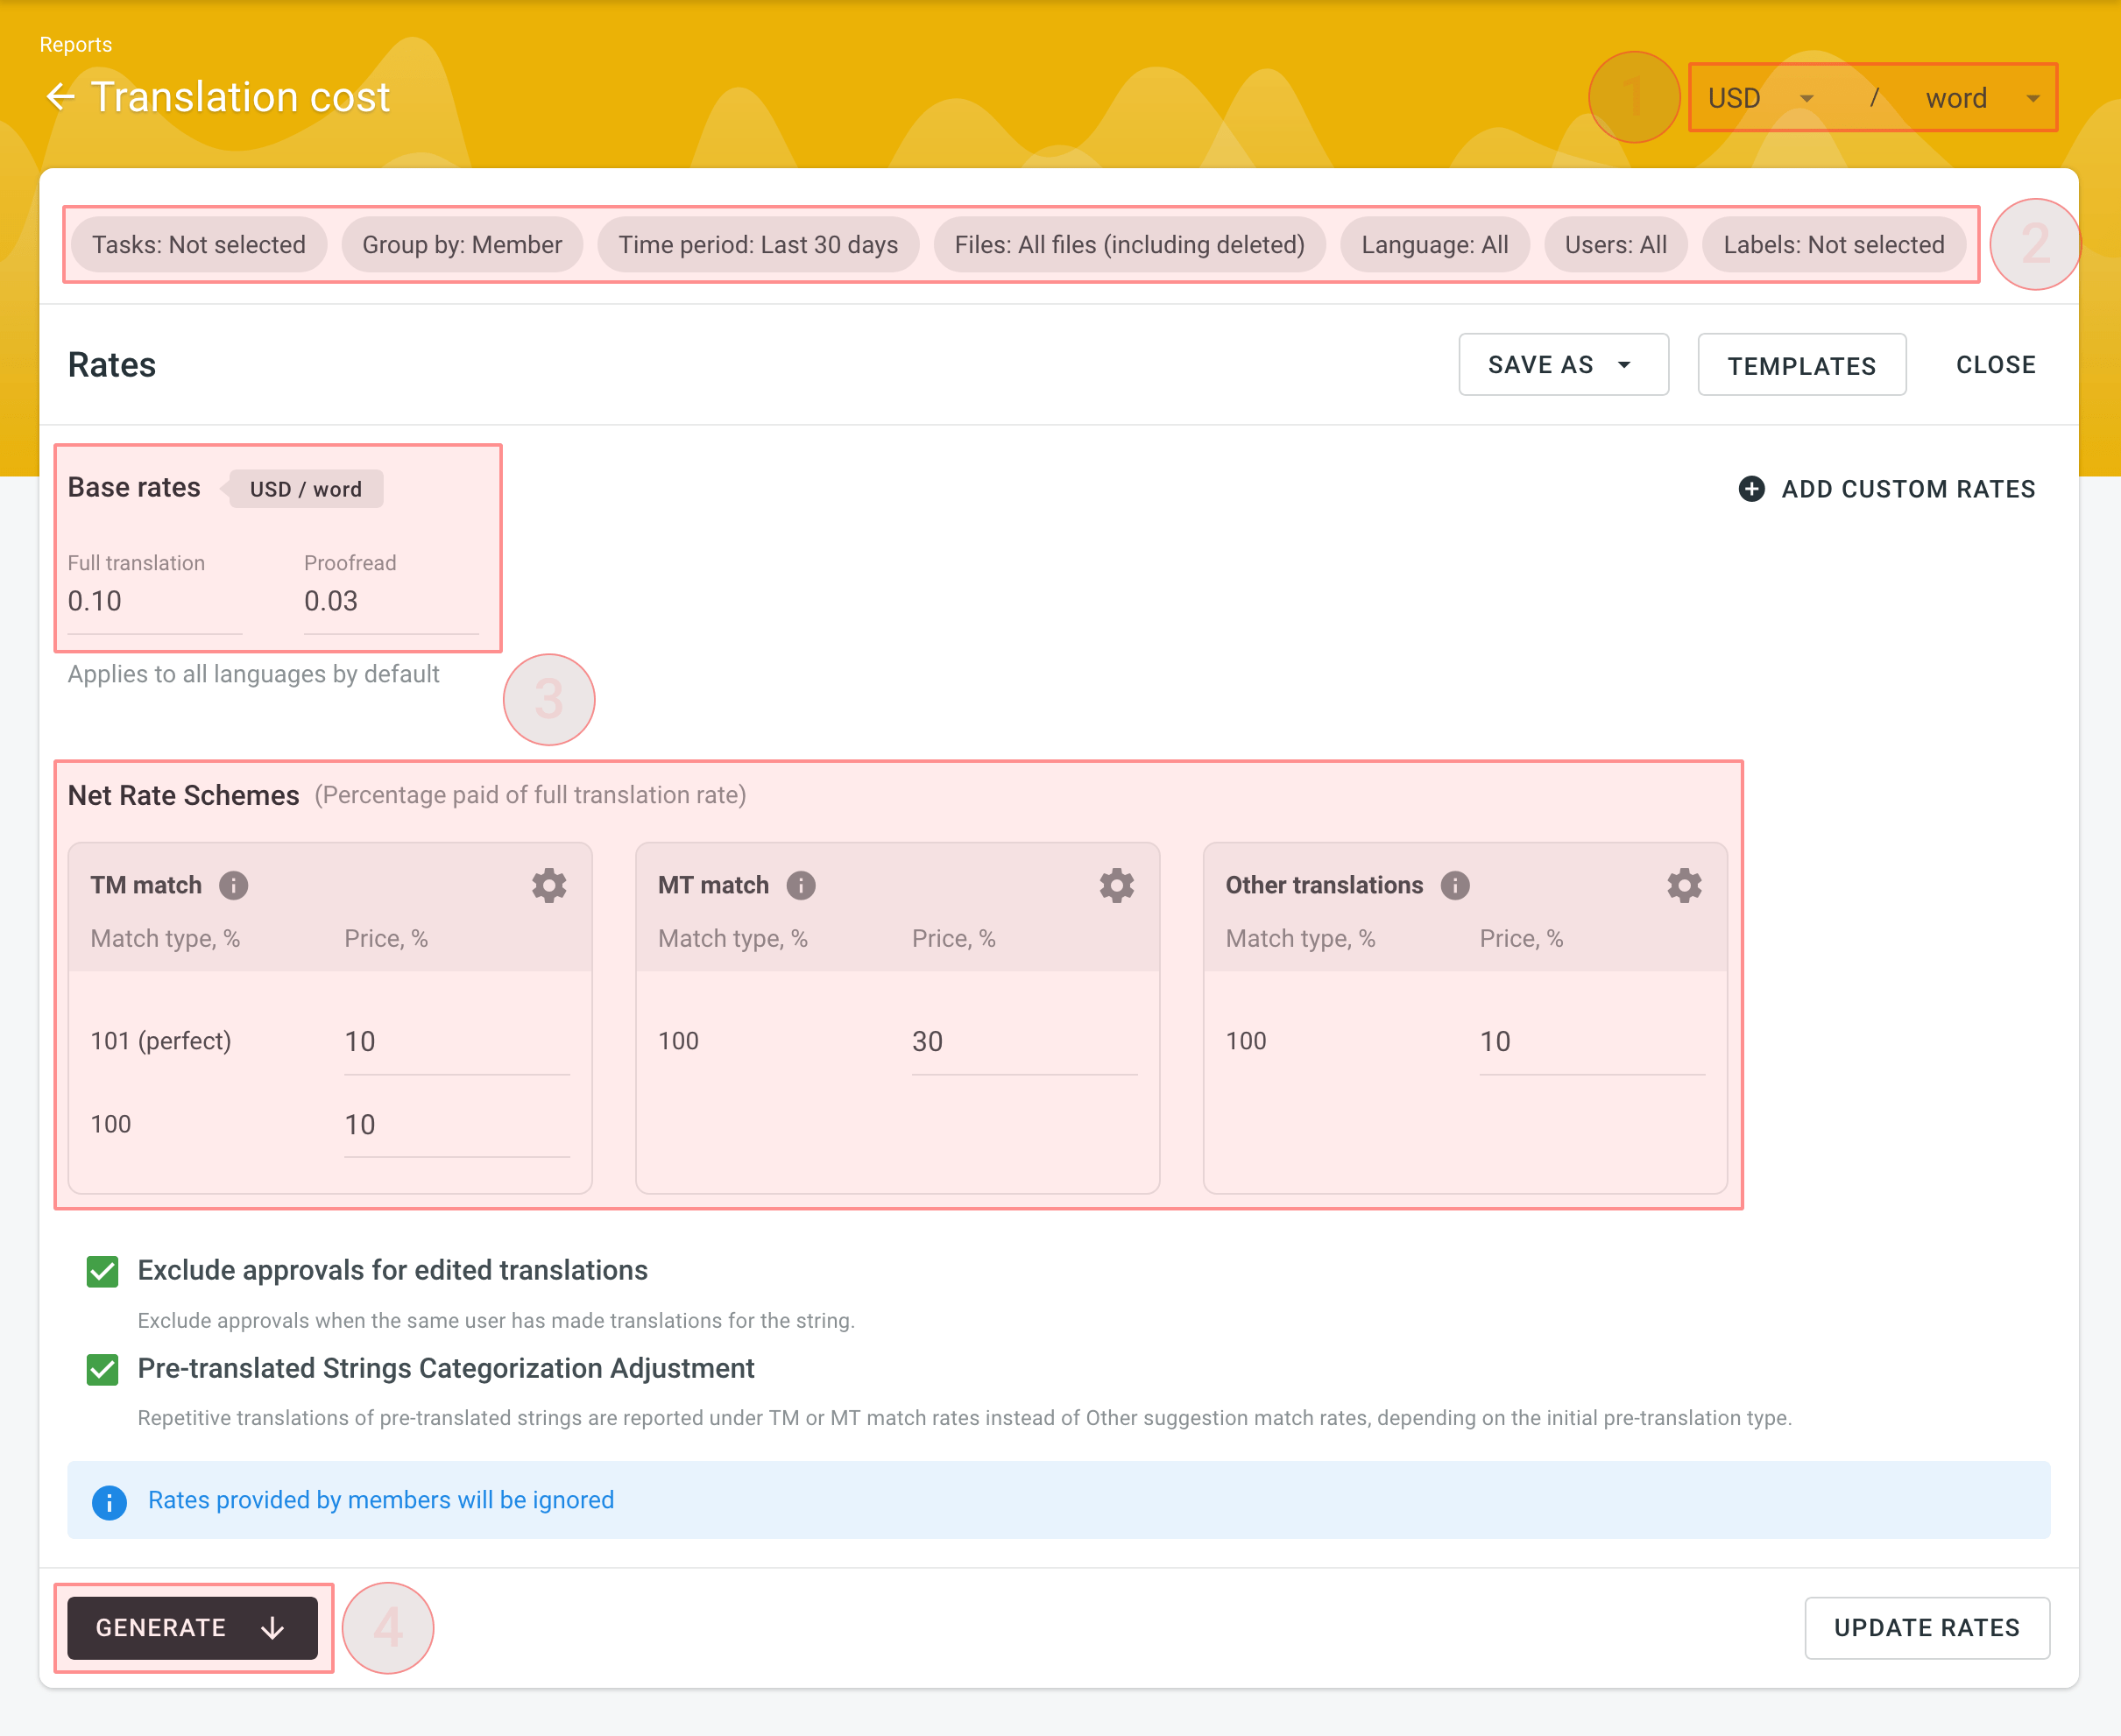 Reports
Translation cost
1
USD / word
Tasks: Not selected Group by: Member Time period: Last 30 days Files: All files (including deleted) Language: All Users: All Labels: Not selected
2
Rates
SAVE AS TEMPLATES CLOSE
Base rates USD / word
ADD CUSTOM RATES
Full translation Proofread
0.10 0.03
Applies to all languages by default
3
Net Rate Schemes (Percentage paid of full translation rate)
TM match MT match Other translations
Match type, % Price, % Match type, % Price, % Match type, % Price, %
101 (perfect) 10 100 30 100 10
100 10
Exclude approvals for edited translations
Exclude approvals when the same user has made translations for the string.
Pre-translated Strings Categorization Adjustment
Repetitive translations of pre-translated strings are reported under TM or MT match rates instead of Other suggestion match rates, depending on the initial pre-translation type.
Rates provided by members will be ignored
GENERATE 4 UPDATE RATES